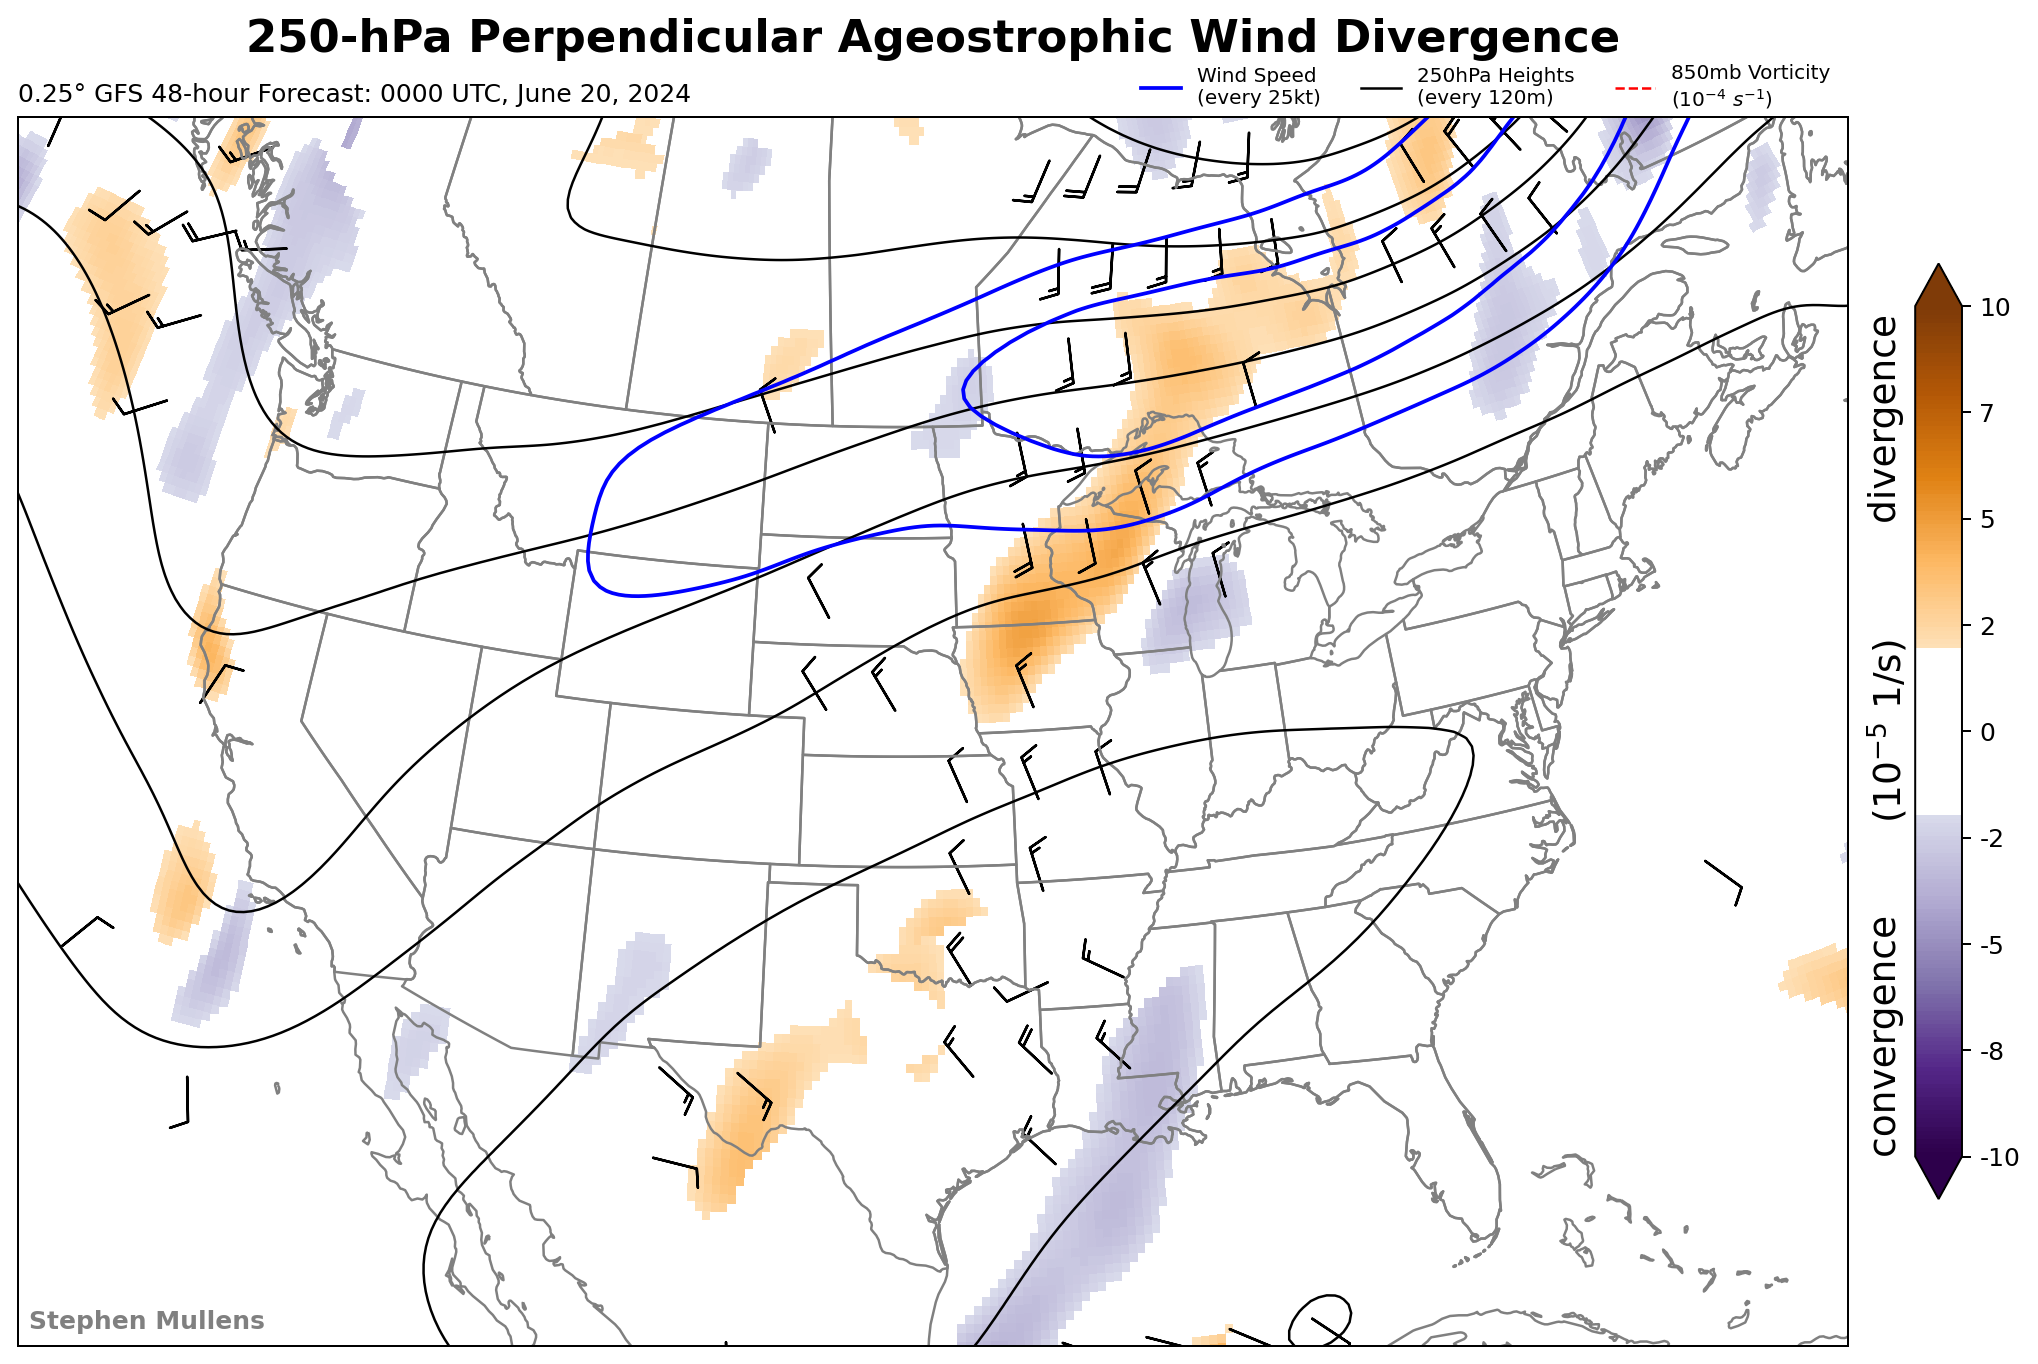 250-hPa Perpendicular Ageostrophic Wind Divergence
0.25° GFS 48-hour Forecast: 0000 UTC, June 20, 2024
Wind Speed
(every 25kt)
250hPa Heights
(every 120m)
850mb Vorticity
(10⁻⁴ s⁻¹)
10
7
5
2
0
-2
-5
-8
-10
convergence (10⁻⁵ 1/s) divergence
Stephen Mullens